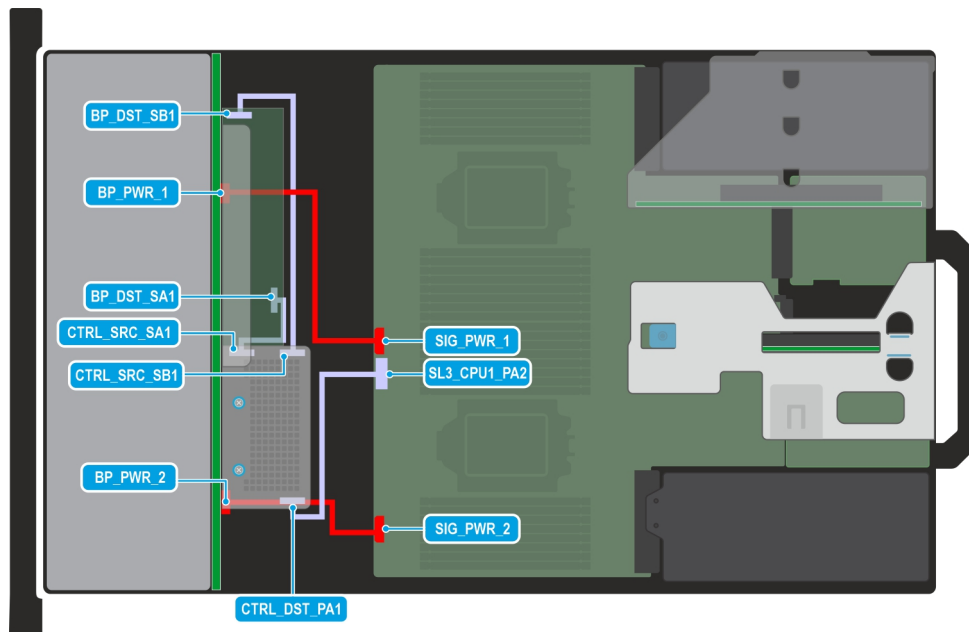 BP_DST_SB1
BP_PWR_1
BP_DST_SA1
CTRL_SRC_SA1
SIG_PWR_1
CTRL_SRC_SB1
SL3_CPU1_PA2
BP_PWR_2
SIG_PWR_2
CTRL_DST_PA1